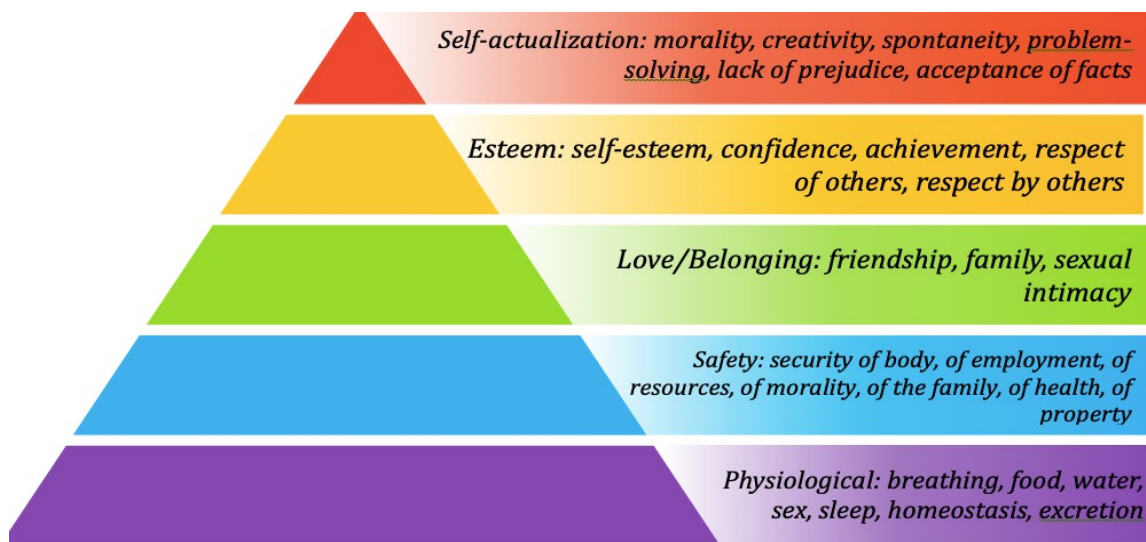 Self-actualization: morality, creativity, spontaneity, problem-
solving, lack of prejudice, acceptance of facts
Esteem: self-esteem, confidence, achievement, respect
of others, respect by others
Love/Belonging: friendship, family, sexual
intimacy
Safety: security of body, of employment, of
resources, of morality, of the family, of health, of
property
Physiological: breathing, food, water,
sex, sleep, homeostasis, excretion